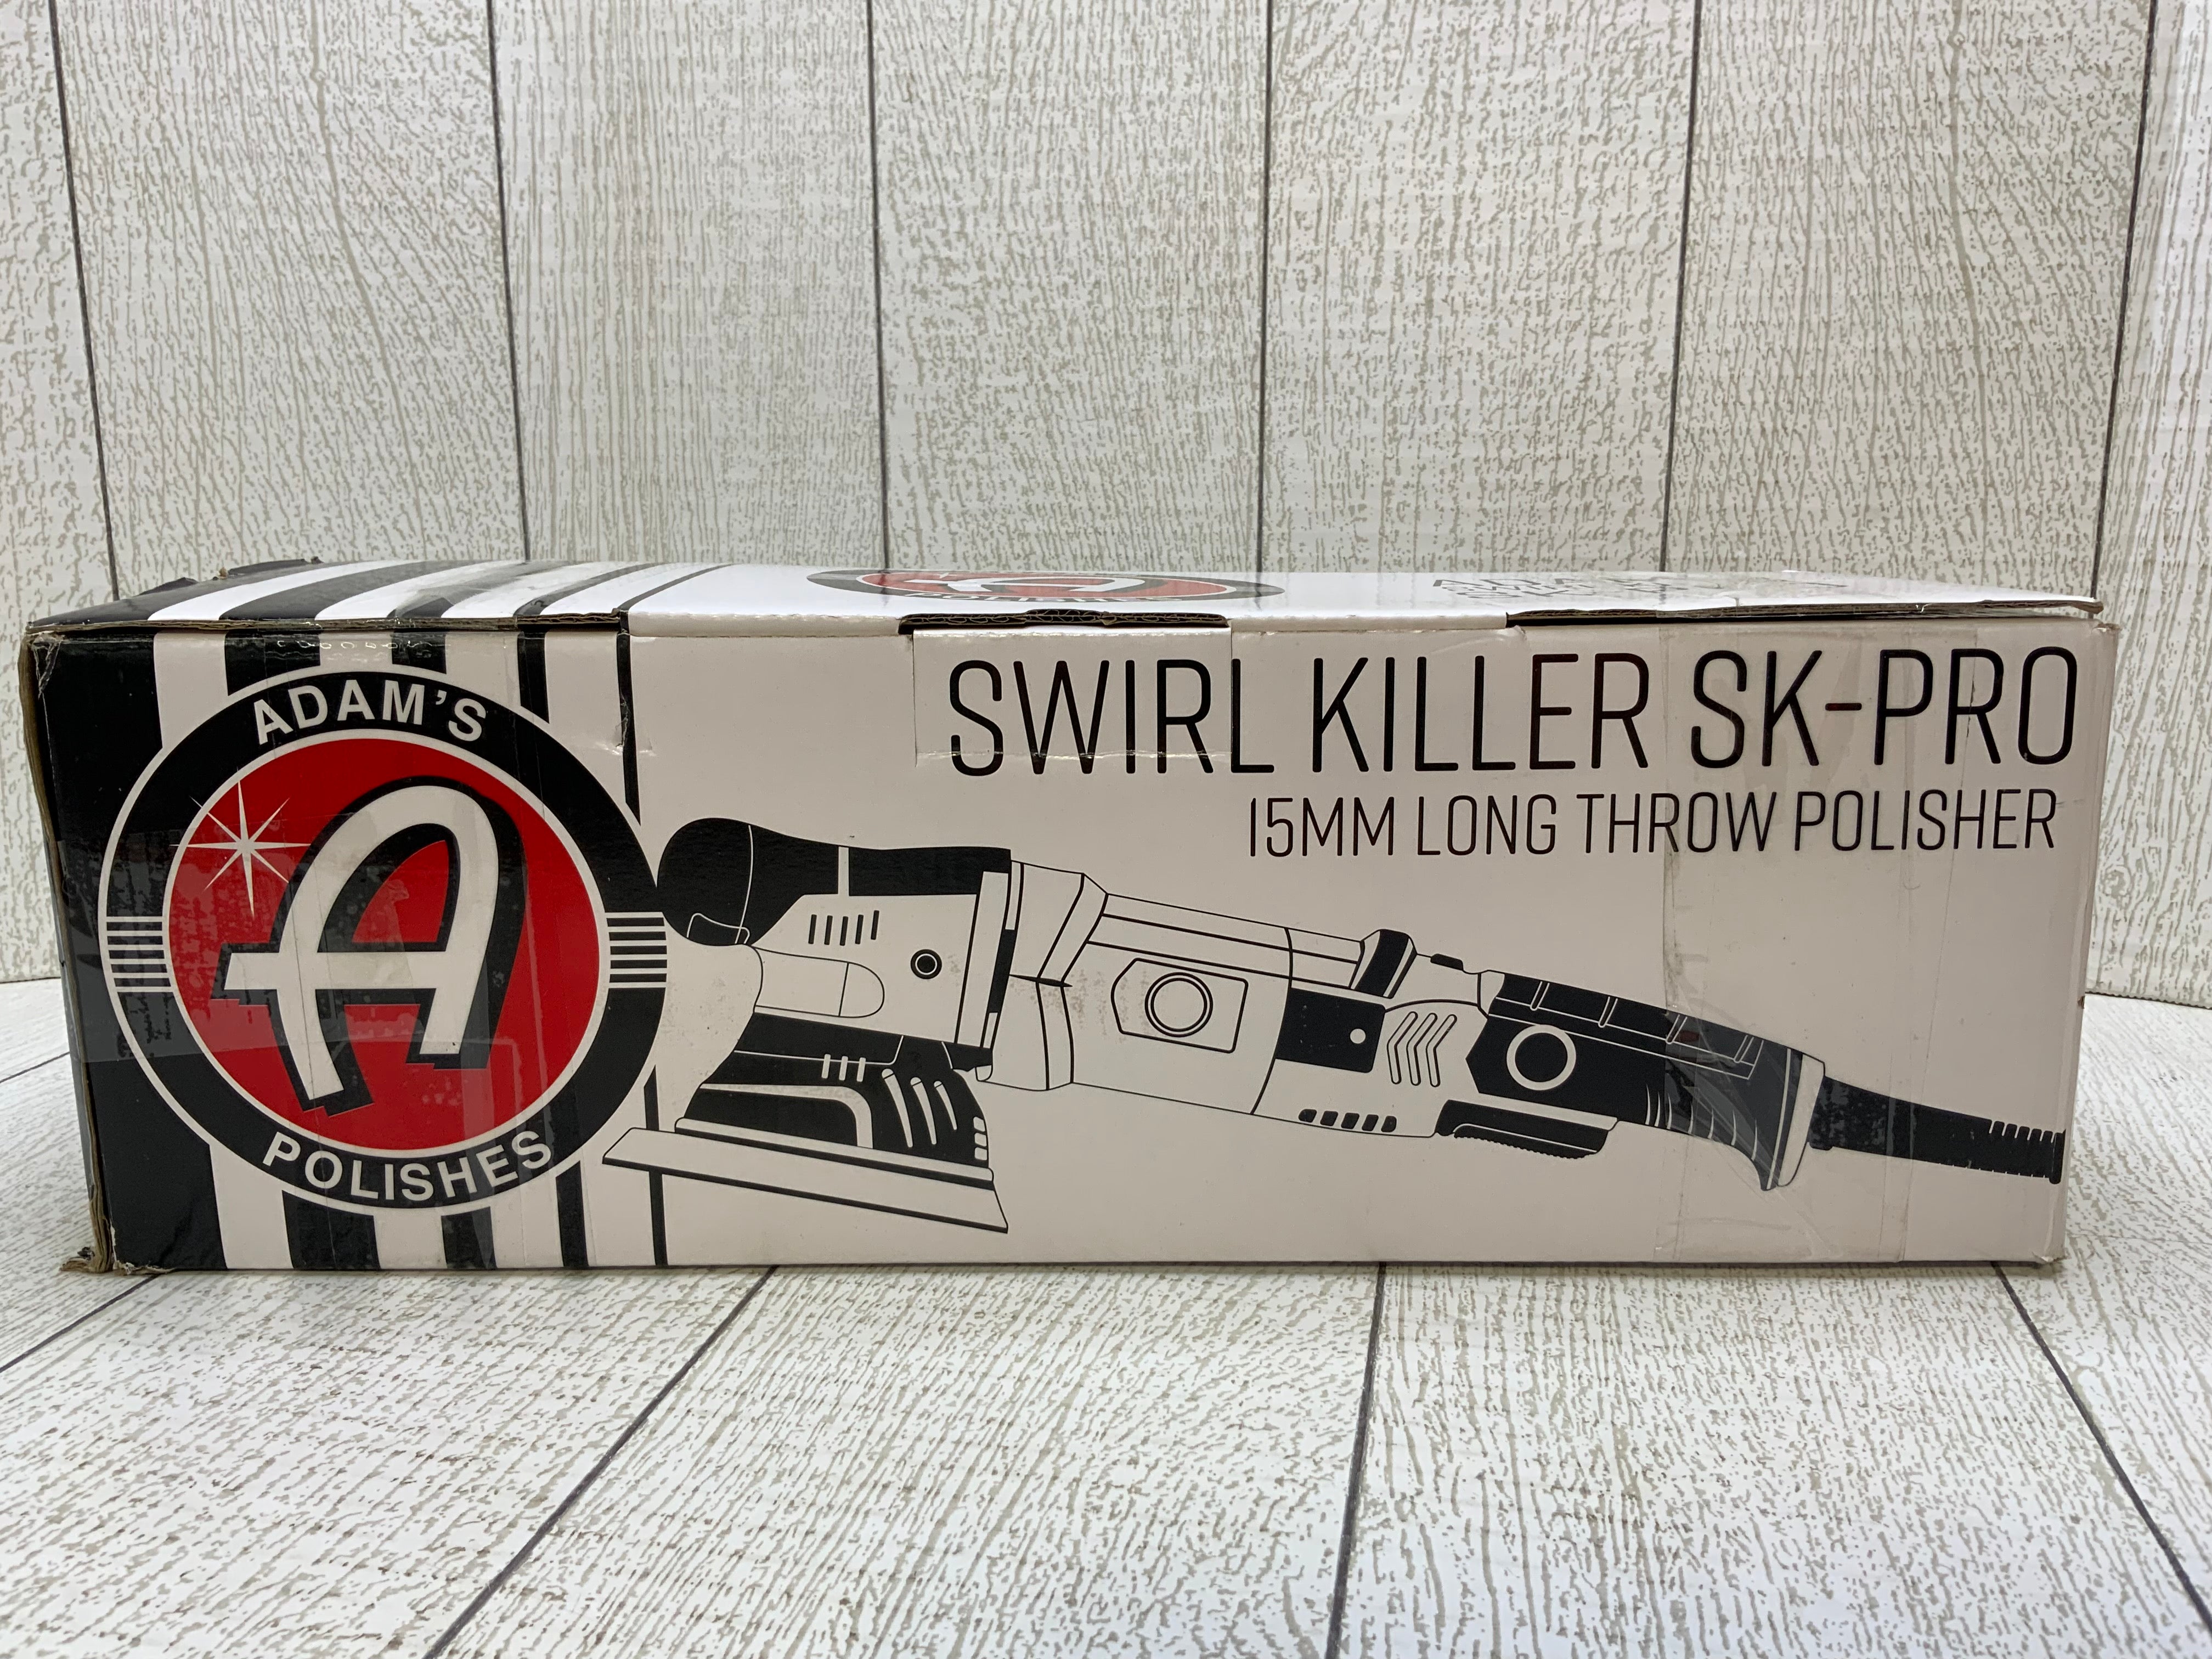 SWIRL KILLER SK-PRO
15MM LONG THROW POLISHER
ADAM'S
A
POLISHES